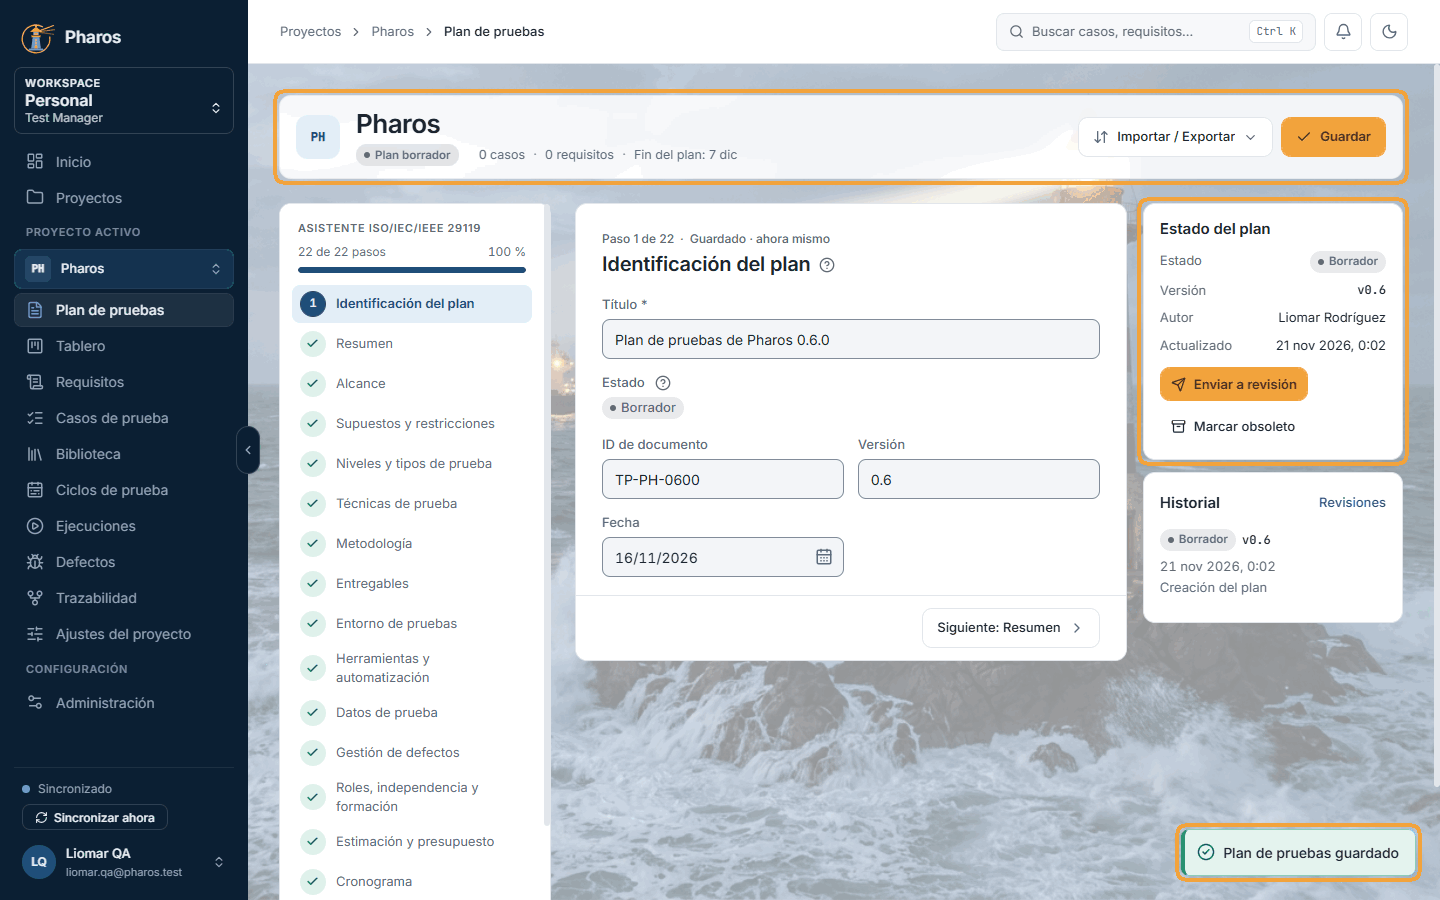 Pharos
WORKSPACE
Personal
Test Manager
Inicio
Proyectos
PROYECTO ACTIVO
PH Pharos
Plan de pruebas
Tablero
Requisitos
Casos de prueba
Biblioteca
Ciclos de prueba
Ejecuciones
Defectos
Trazabilidad
Ajustes del proyecto
CONFIGURACIÓN
Administración
Sincronizado
Sincronizar ahora
LQ
Liomar QA
liomar.qa@pharos.test
Proyectos > Pharos > Plan de pruebas
Buscar casos, requisitos... Ctrl K
PH
Pharos
Plan borrador 0 casos · 0 requisitos · Fin del plan: 7 dic
Importar / Exportar
Guardar
ASISTENTE ISO/IEC/IEEE 29119
22 de 22 pasos 100 %
1 Identificación del plan
Resumen
Alcance
Supuestos y restricciones
Niveles y tipos de prueba
Técnicas de prueba
Metodología
Entregables
Entorno de pruebas
Herramientas y
automatización
Datos de prueba
Gestión de defectos
Roles, independencia y
formación
Estimación y presupuesto
Cronograma
Paso 1 de 22 · Guardado · ahora mismo
Identificación del plan ?
Título *
Plan de pruebas de Pharos 0.6.0
Estado ?
Borrador
ID de documento Versión
TP-PH-0600 0.6
Fecha
16/11/2026
Siguiente: Resumen
Estado del plan
Estado Borrador
Versión v0.6
Autor Liomar Rodríguez
Actualizado 21 nov 2026, 0:02
Enviar a revisión
Marcar obsoleto
Historial Revisiones
Borrador v0.6
21 nov 2026, 0:02
Creación del plan
Plan de pruebas guardado